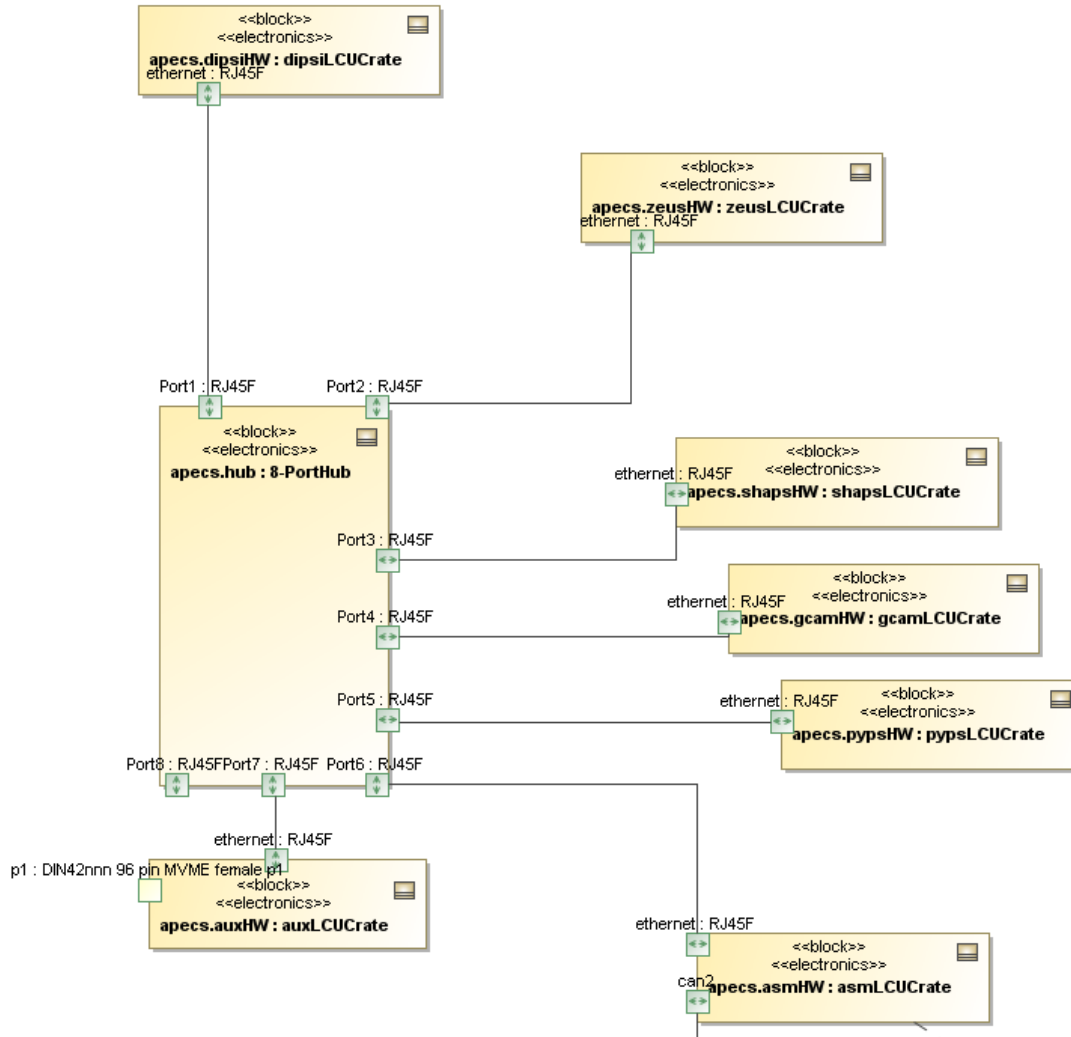 <<block>>
<<electronics>>
apecs.dipsiHW : dipsiLCUCrate
ethernet : RJ45F
<<block>>
<<electronics>>
apecs.zeusHW : zeusLCUCrate
ethernet : RJ45F
Port1 : RJ45F
Port2 : RJ45F
<<block>>
<<electronics>>
apecs.hub : 8-PortHub
<<block>>
<<electronics>>
ethernet : RJ45F
apecs.shapsHW : shapsLCUCrate
Port3 : RJ45F
<<block>>
<<electronics>>
ethernet : RJ45F
apecs.gcamHW : gcamLCUCrate
Port4 : RJ45F
<<block>>
ethernet : RJ45F
<<electronics>>
apecs.pypsHW : pypsLCUCrate
Port5 : RJ45F
Port8 : RJ45F
Port7 : RJ45F
Port6 : RJ45F
ethernet : RJ45F
p1 : DIN42nnn 96 pin MVME female p1
<<block>>
<<electronics>>
apecs.auxHW : auxLCUCrate
ethernet : RJ45F
<<block>>
<<electronics>>
can2
apecs.asmHW : asmLCUCrate